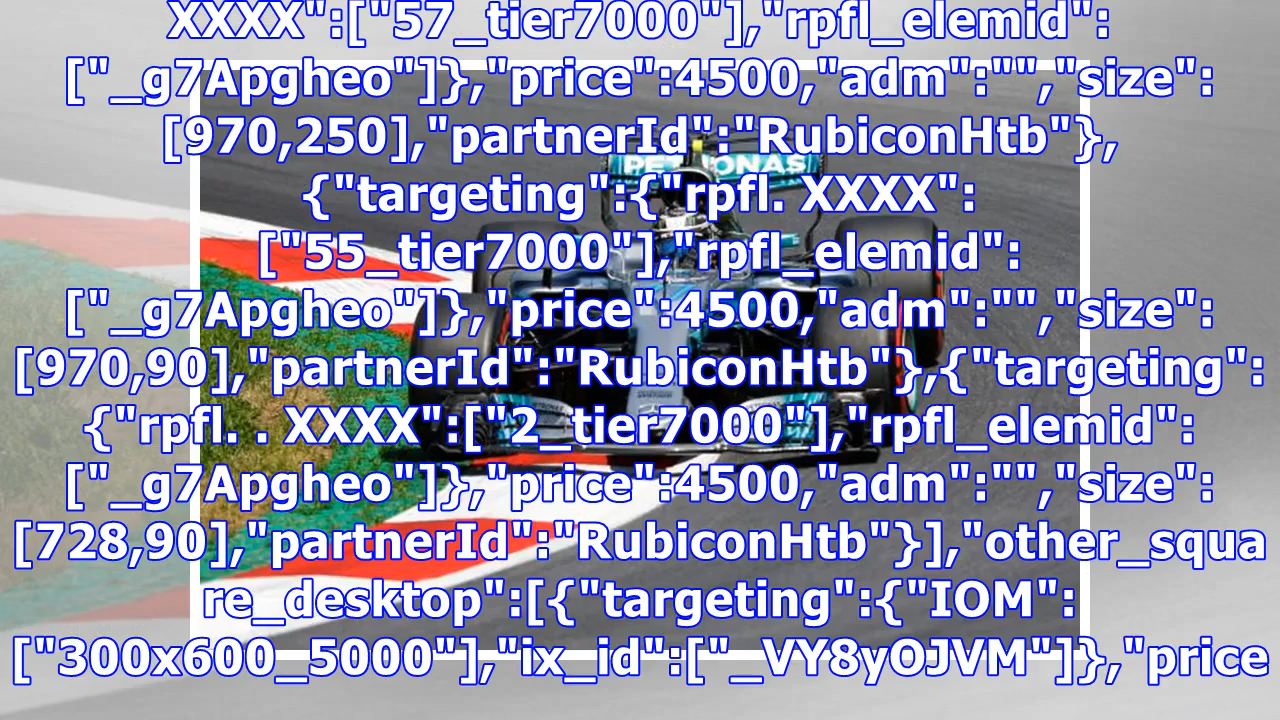 XXXX":["57_tier7000"],"rpfl_elemid":
["_g7Apgheo"]},"price":4500,"adm":"","size":
[970,250],"partnerId":"RubiconHtb"},
PETRONAS
{"targeting":{"rpfl. XXXX":
["55_tier7000"],"rpfl_elemid":
["_g7Apgheo"]},"price":4500,"adm":"","size":
[970,90],"partnerId":"RubiconHtb"},{"targeting":
{"rpfl. . XXXX":["2_tier7000"],"rpfl_elemid":
["_g7Apgheo"]},"price":4500,"adm":"","size":
[728,90],"partnerId":"RubiconHtb"}],"other_squa
re_desktop":[{"targeting":{"IOM":
["300x600_5000"],"ix_id":["_VY8yOJVM"]},"price